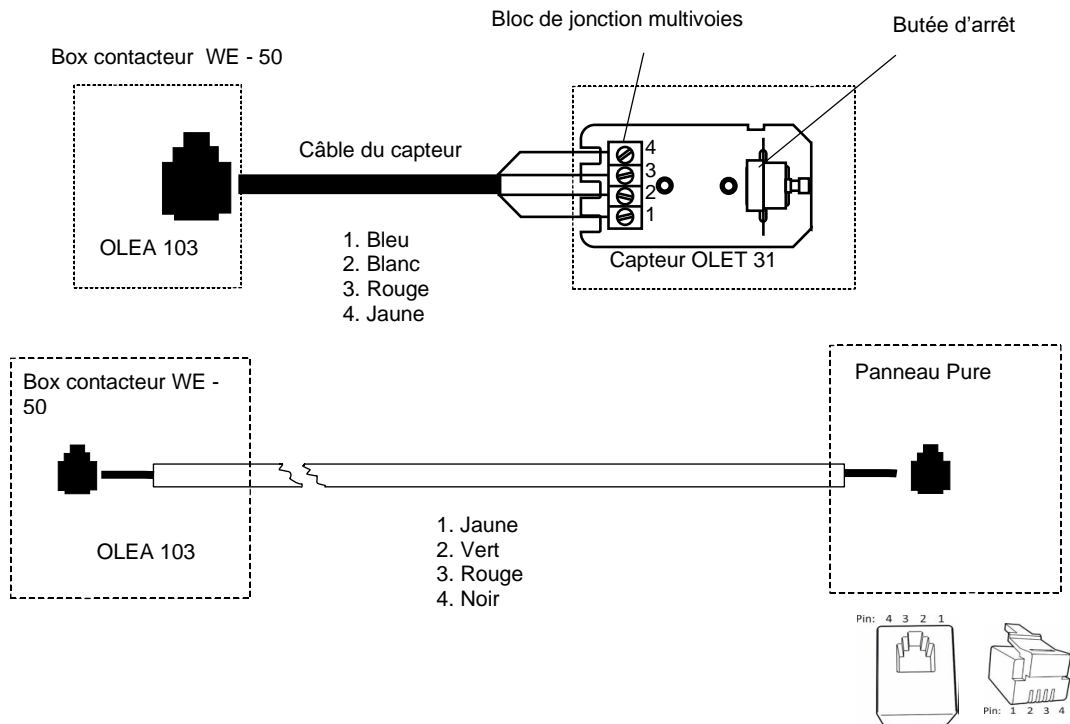 Bloc de jonction multivoies
Butée d'arrêt
Box contacteur WE - 50
Câble du capteur
4
3
2
1
OLEA 103
1. Bleu
2. Blanc
3. Rouge
4. Jaune
Capteur OLET 31
Box contacteur WE -
50
Panneau Pure
OLEA 103
1. Jaune
2. Vert
3. Rouge
4. Noir
Pin: 4 3 2 1
Pin: 1 2 3 4